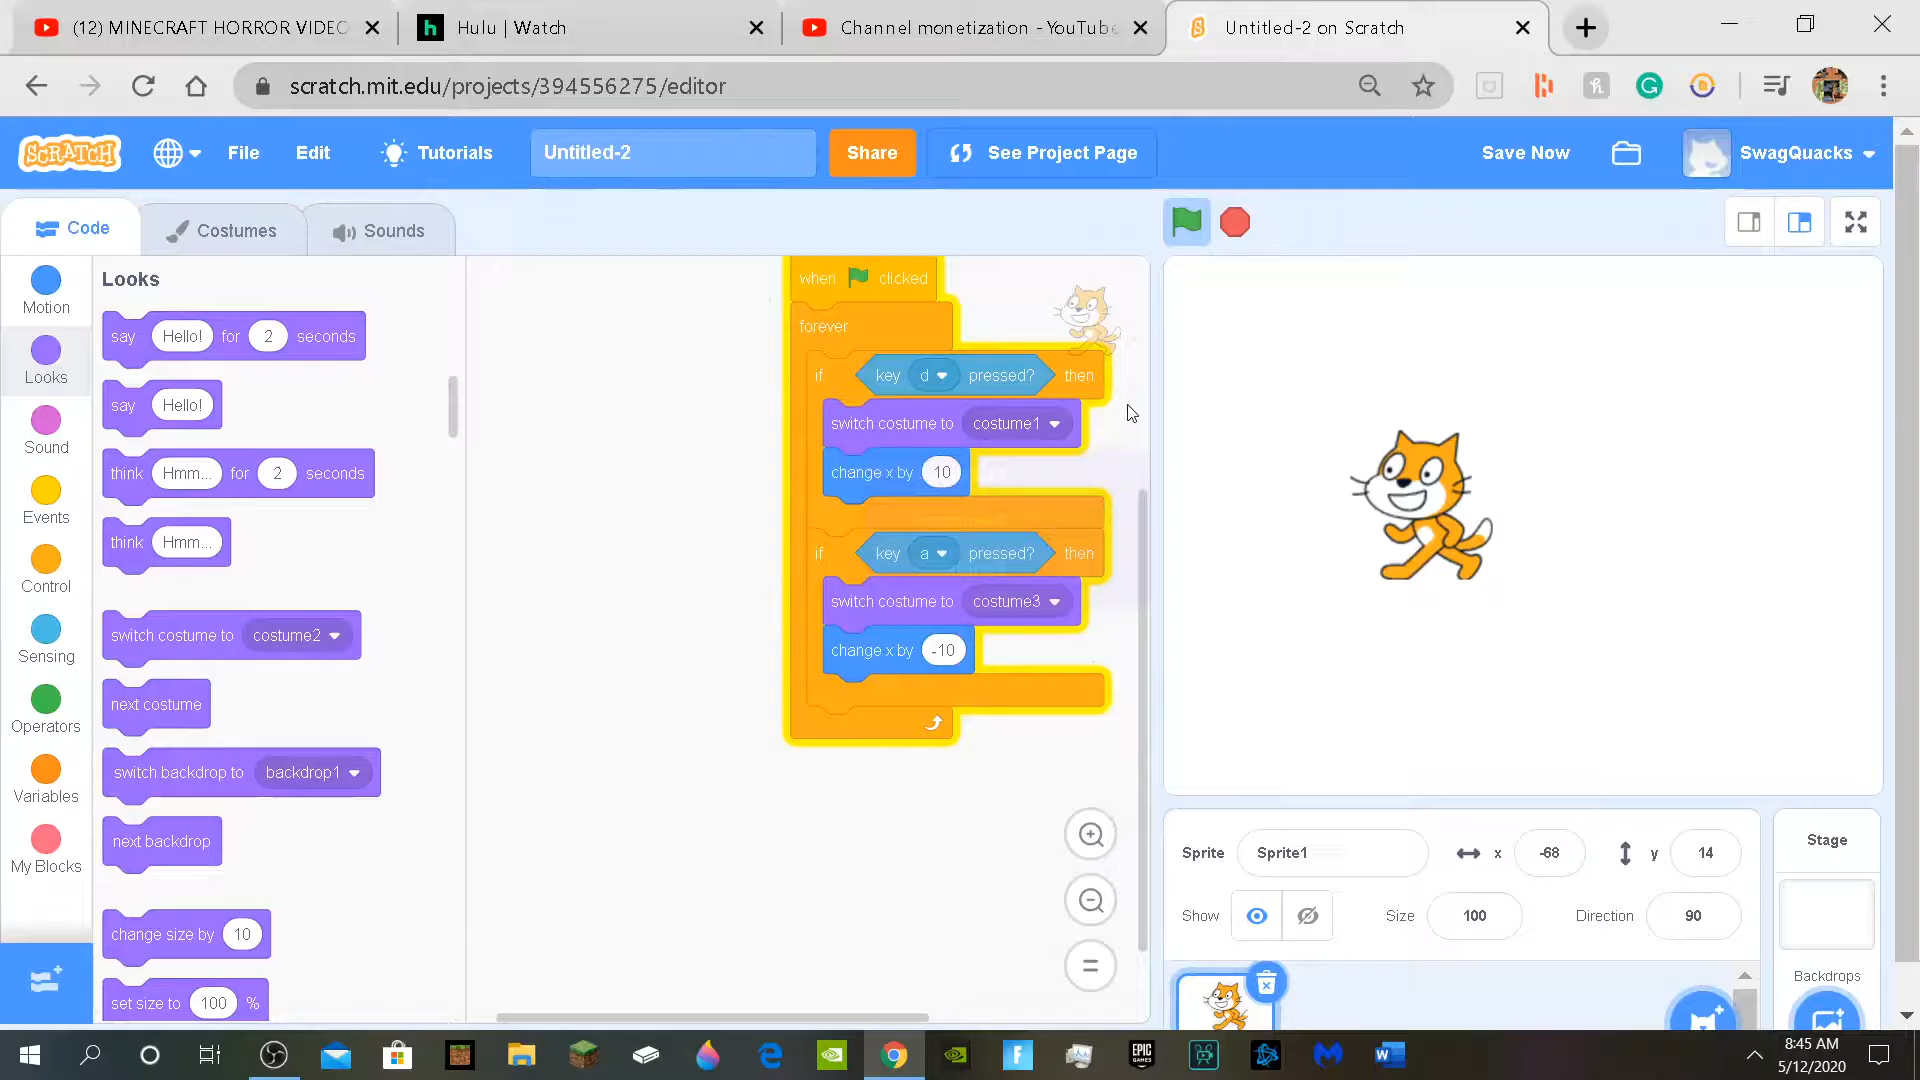 (12) MINECRAFT HORROR VIDEO
Hulu | Watch
Channel monetization - YouTube
Untitled-2 on Scratch
scratch.mit.edu/projects/394556275/editor
SCRATCH
File
Edit
Tutorials
Untitled-2
Share
See Project Page
Save Now
SwagQuacks
Code
Costumes
Sounds
Motion
Looks
Sound
Events
Control
Sensing
Operators
Variables
My Blocks
Looks
say Hello! for 2 seconds
say Hello!
think Hmm... for 2 seconds
think Hmm...
switch costume to costume2
next costume
switch backdrop to backdrop1
next backdrop
change size by 10
set size to 100 %
when clicked
forever
if key d pressed? then
switch costume to costume1
change x by 10
if key a pressed? then
switch costume to costume3
change x by -10
Sprite Sprite1 x -68 y 14
Show Size 100 Direction 90
Stage
Backdrops
EPIC GAMES
8:45 AM
5/12/2020